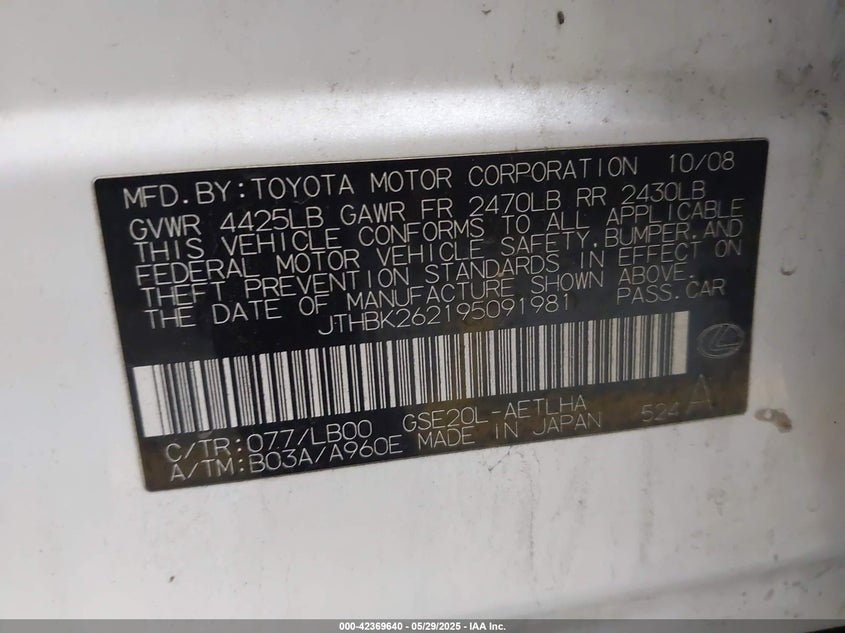 MFD.BY:TOYOTA MOTOR CORPORATION 10/08
GVWR 4425LB GAWR FR 2470LB RR 2430LB
THIS VEHICLE CONFORMS TO ALL APPLICABLE
FEDERAL MOTOR VEHICLE SAFETY,BUMPER,AND
THEFT PREVENTION STANDARDS IN EFFECT ON
THE DATE OF MANUFACTURE SHOWN ABOVE.
JTHBK262195091981 PASS.CAR
C/TR:077/LB00 GSE20L-AETLHA 524 A
A/TM:B03A/A960E MADE IN JAPAN
000-42369640 - 05/29/2025 - IAA Inc.